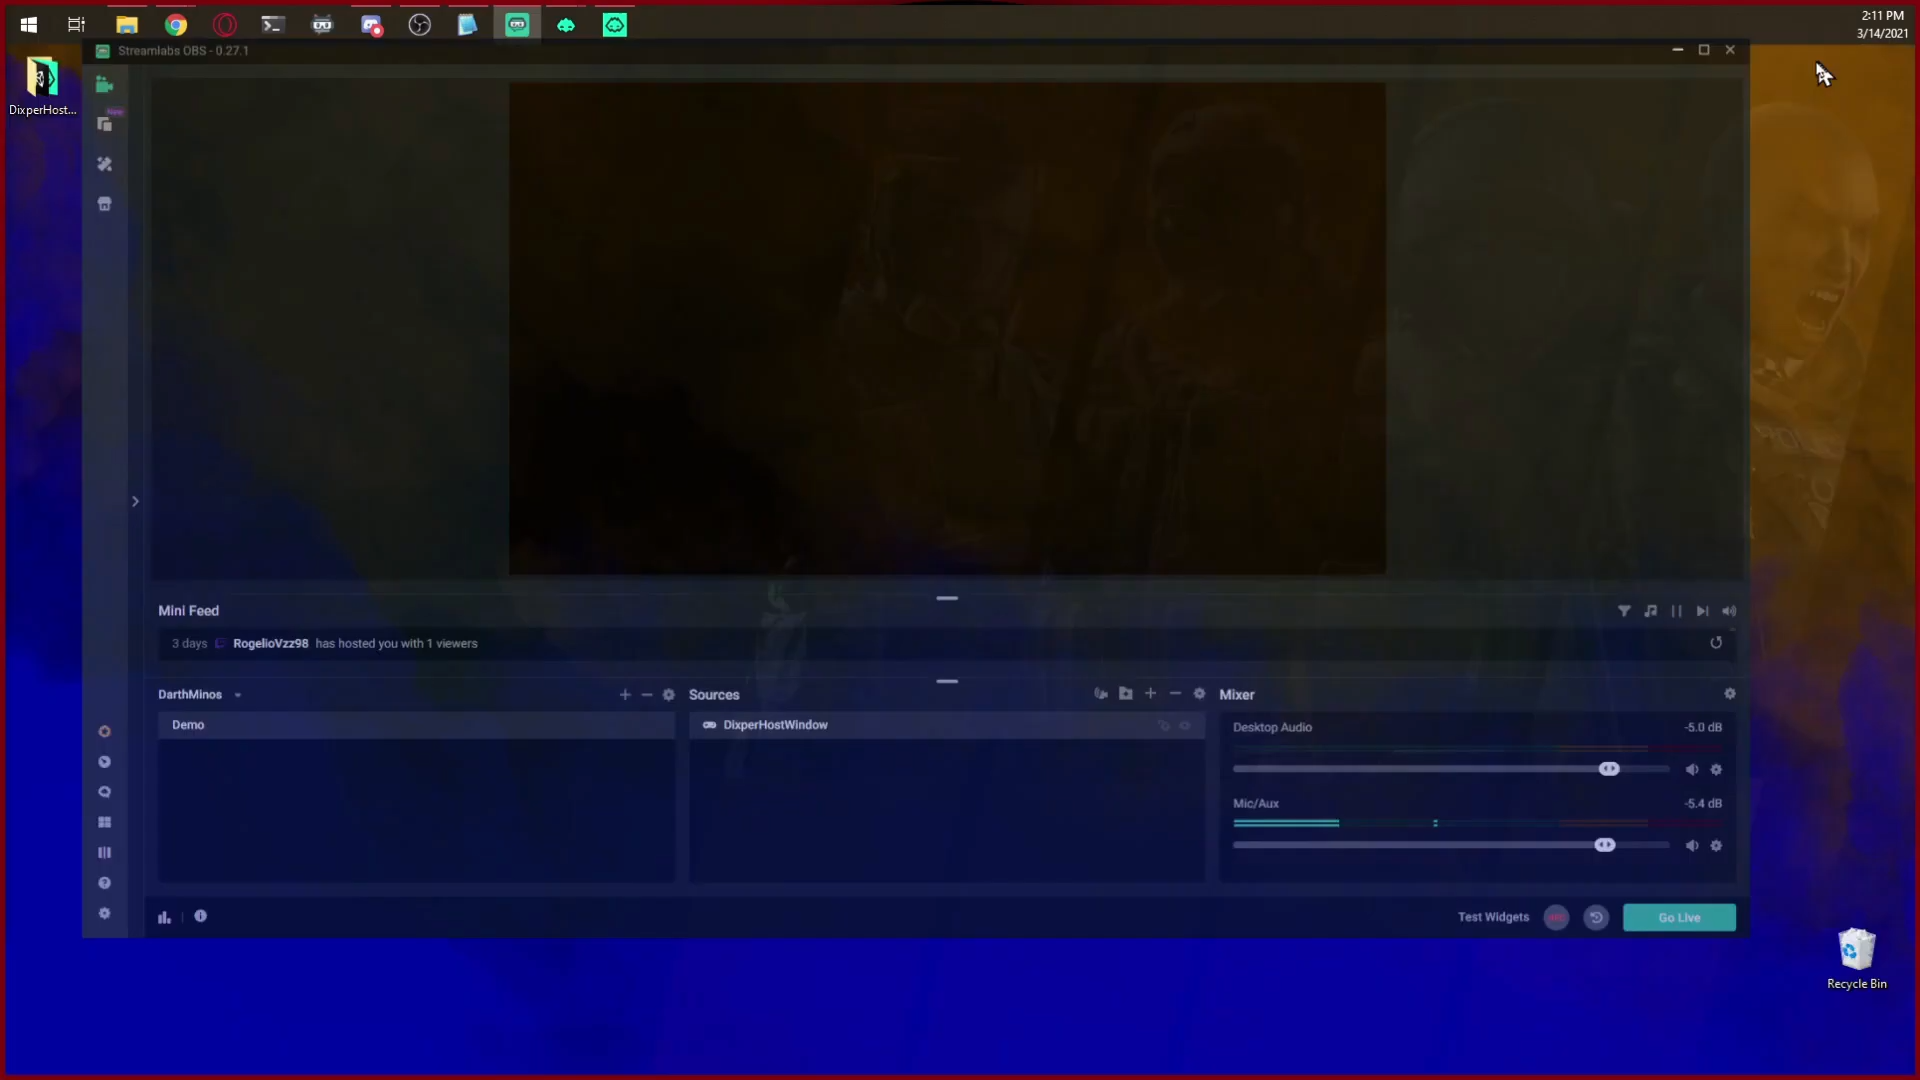 2:11 PM
3/14/2021
Streamlabs OBS - 0.27.1
DixperHost...
New
Mini Feed
3 days RogelioVzz98 has hosted you with 1 viewers
DarthMinos
Sources
Mixer
Demo
DixperHostWindow
Desktop Audio -5.0 dB
Mic/Aux -5.4 dB
Test Widgets REC Go Live
Recycle Bin